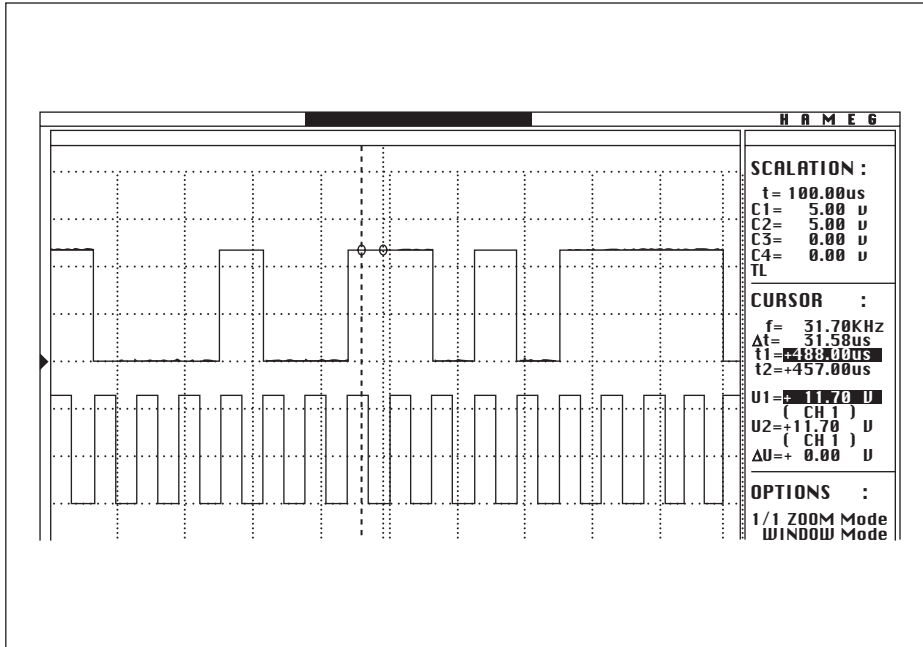 H A M E G
SCALATION :
t = 100.00us
C1= 5.00 V
C2= 5.00 V
C3= 0.00 V
C4= 0.00 V
TL
CURSOR :
f= 31.70KHz
Δt= 31.58us
t1=+488.00us
t2=+457.00us
U1=+ 11.70 V
( CH 1 )
U2=+11.70 V
( CH 1 )
ΔU=+ 0.00 V
OPTIONS :
1/1 ZOOM Mode
WINDOW Mode